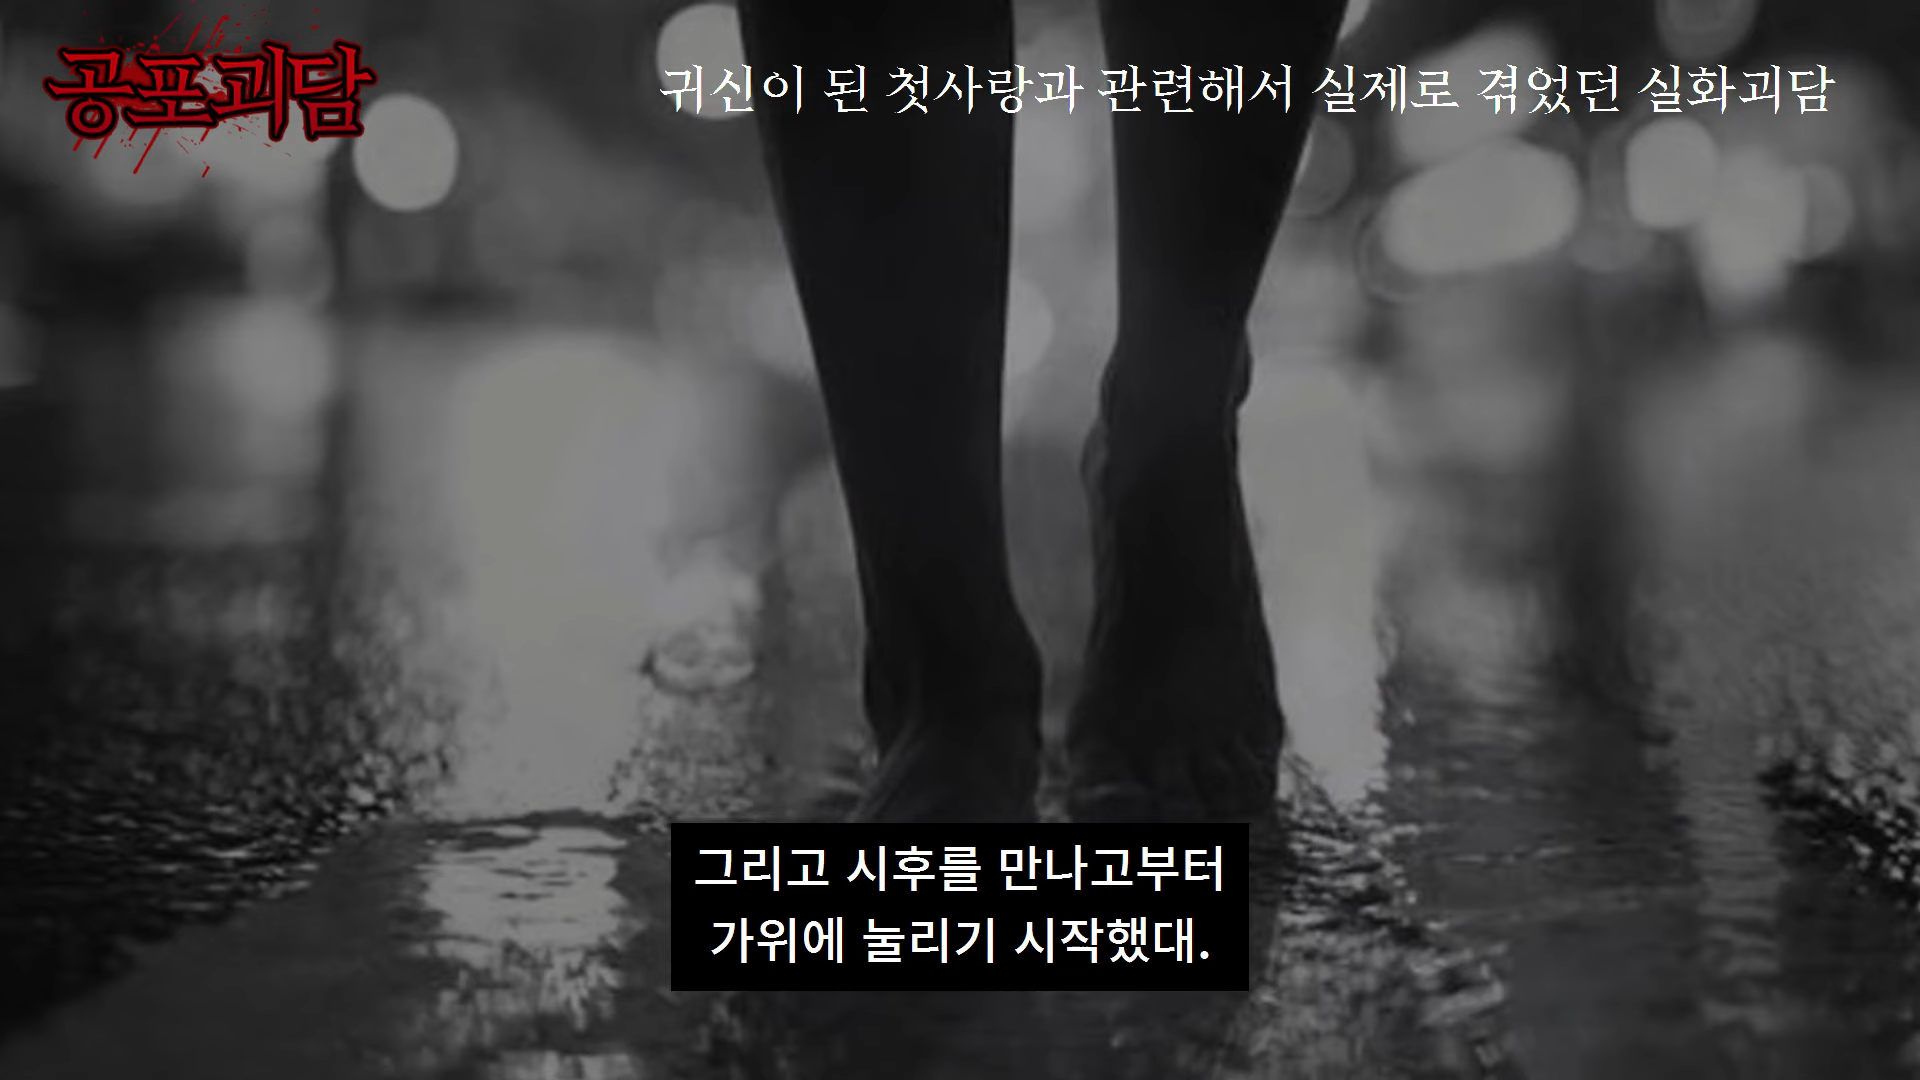 공포괴담
귀신이 된 첫사랑과 관련해서 실제로 겪었던 실화괴담
그리고 시후를 만나고부터
가위에 눌리기 시작했대.